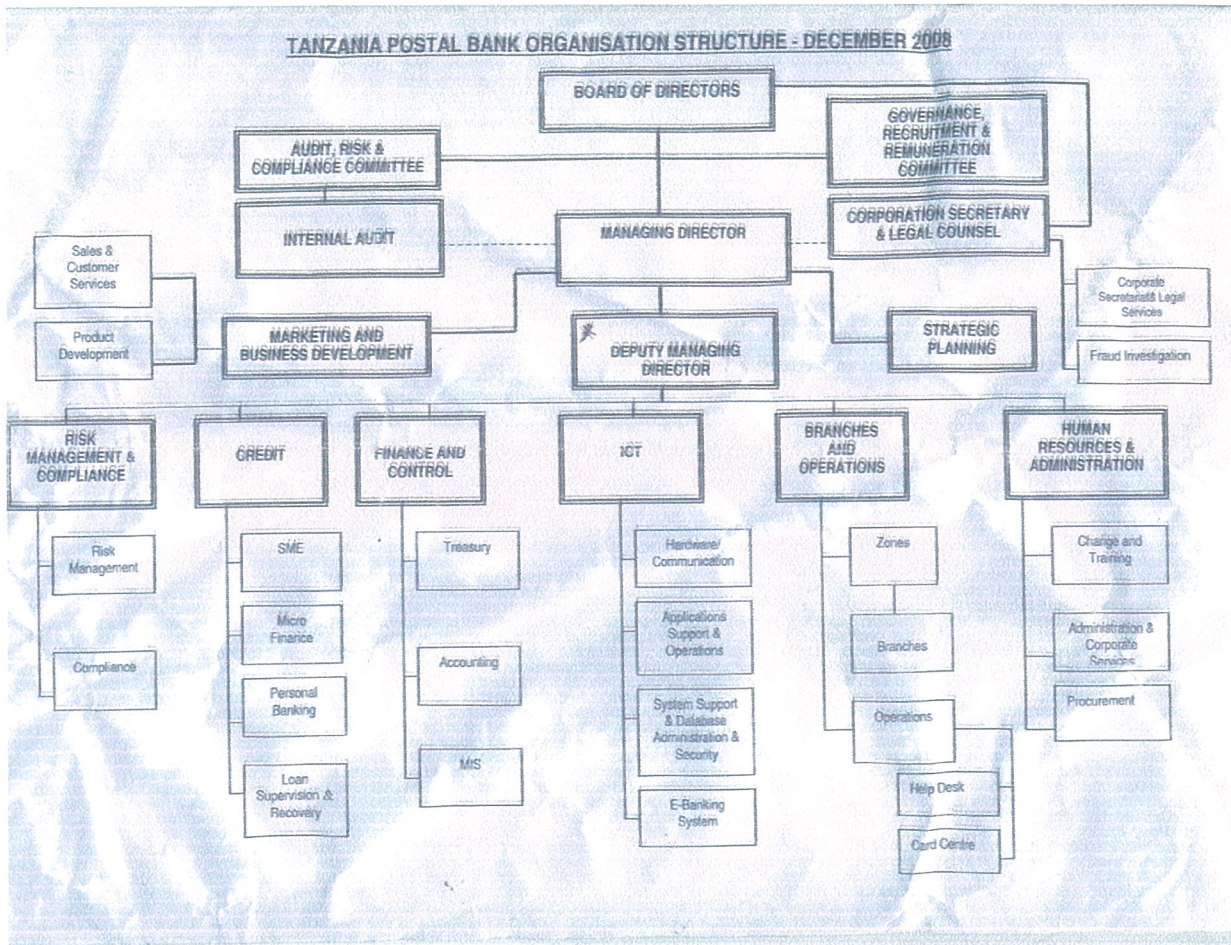 TANZANIA POSTAL BANK ORGANISATION STRUCTURE - DECEMBER 2008
BOARD OF DIRECTORS
GOVERNANCE,
RECRUITMENT &
REMUNERATION
COMMITTEE
AUDIT, RISK &
COMPLIANCE COMMITTEE
INTERNAL AUDIT
MANAGING DIRECTOR
CORPORATION SECRETARY
& LEGAL COUNSEL
Sales &
Customer
Services
Product
Development
MARKETING AND
BUSINESS DEVELOPMENT
DEPUTY MANAGING
DIRECTOR
STRATEGIC
PLANNING
Corporate
Secretariat& Legal
Services
Fraud Investigation
RISK
MANAGEMENT &
COMPLIANCE
CREDIT
FINANCE AND
CONTROL
ICT
BRANCHES
AND
OPERATIONS
HUMAN
RESOURCES &
ADMINISTRATION
Risk
Management
Compliance
SME
Micro
Finance
Personal
Banking
Loan
Supervision &
Recovery
Treasury
Accounting
MIS
Hardware/
Communication
Applications
Support &
Operations
System Support
& Database
Administration &
Security
E-Banking
System
Zones
Branches
Operations
Help Desk
Card Centre
Change and
Training
Administration &
Corporate
Services
Procurement